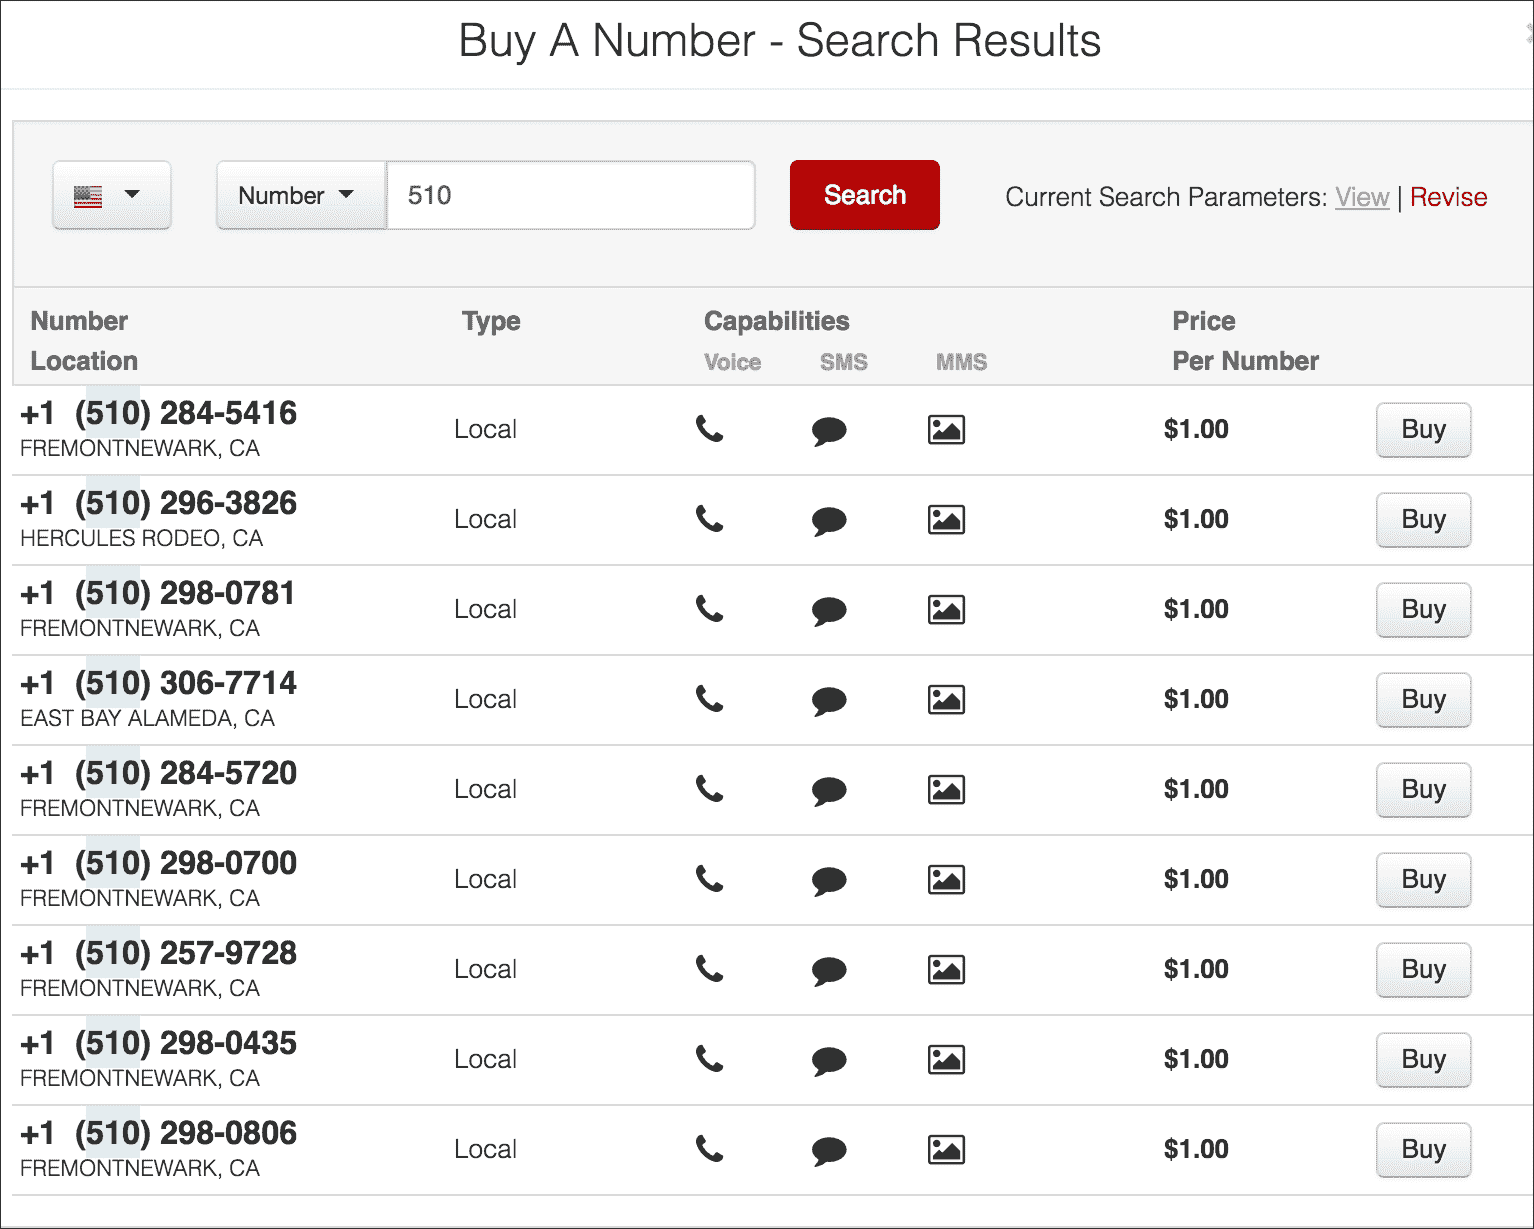 Buy A Number - Search Results
Number 510 Search Current Search Parameters: View | Revise
Number Type Capabilities Price
Location Voice SMS MMS Per Number
+1 (510) 284-5416
FREMONTNEWARK, CA
Local $1.00 Buy
+1 (510) 296-3826
HERCULES RODEO, CA
Local $1.00 Buy
+1 (510) 298-0781
FREMONTNEWARK, CA
Local $1.00 Buy
+1 (510) 306-7714
EAST BAY ALAMEDA, CA
Local $1.00 Buy
+1 (510) 284-5720
FREMONTNEWARK, CA
Local $1.00 Buy
+1 (510) 298-0700
FREMONTNEWARK, CA
Local $1.00 Buy
+1 (510) 257-9728
FREMONTNEWARK, CA
Local $1.00 Buy
+1 (510) 298-0435
FREMONTNEWARK, CA
Local $1.00 Buy
+1 (510) 298-0806
FREMONTNEWARK, CA
Local $1.00 Buy